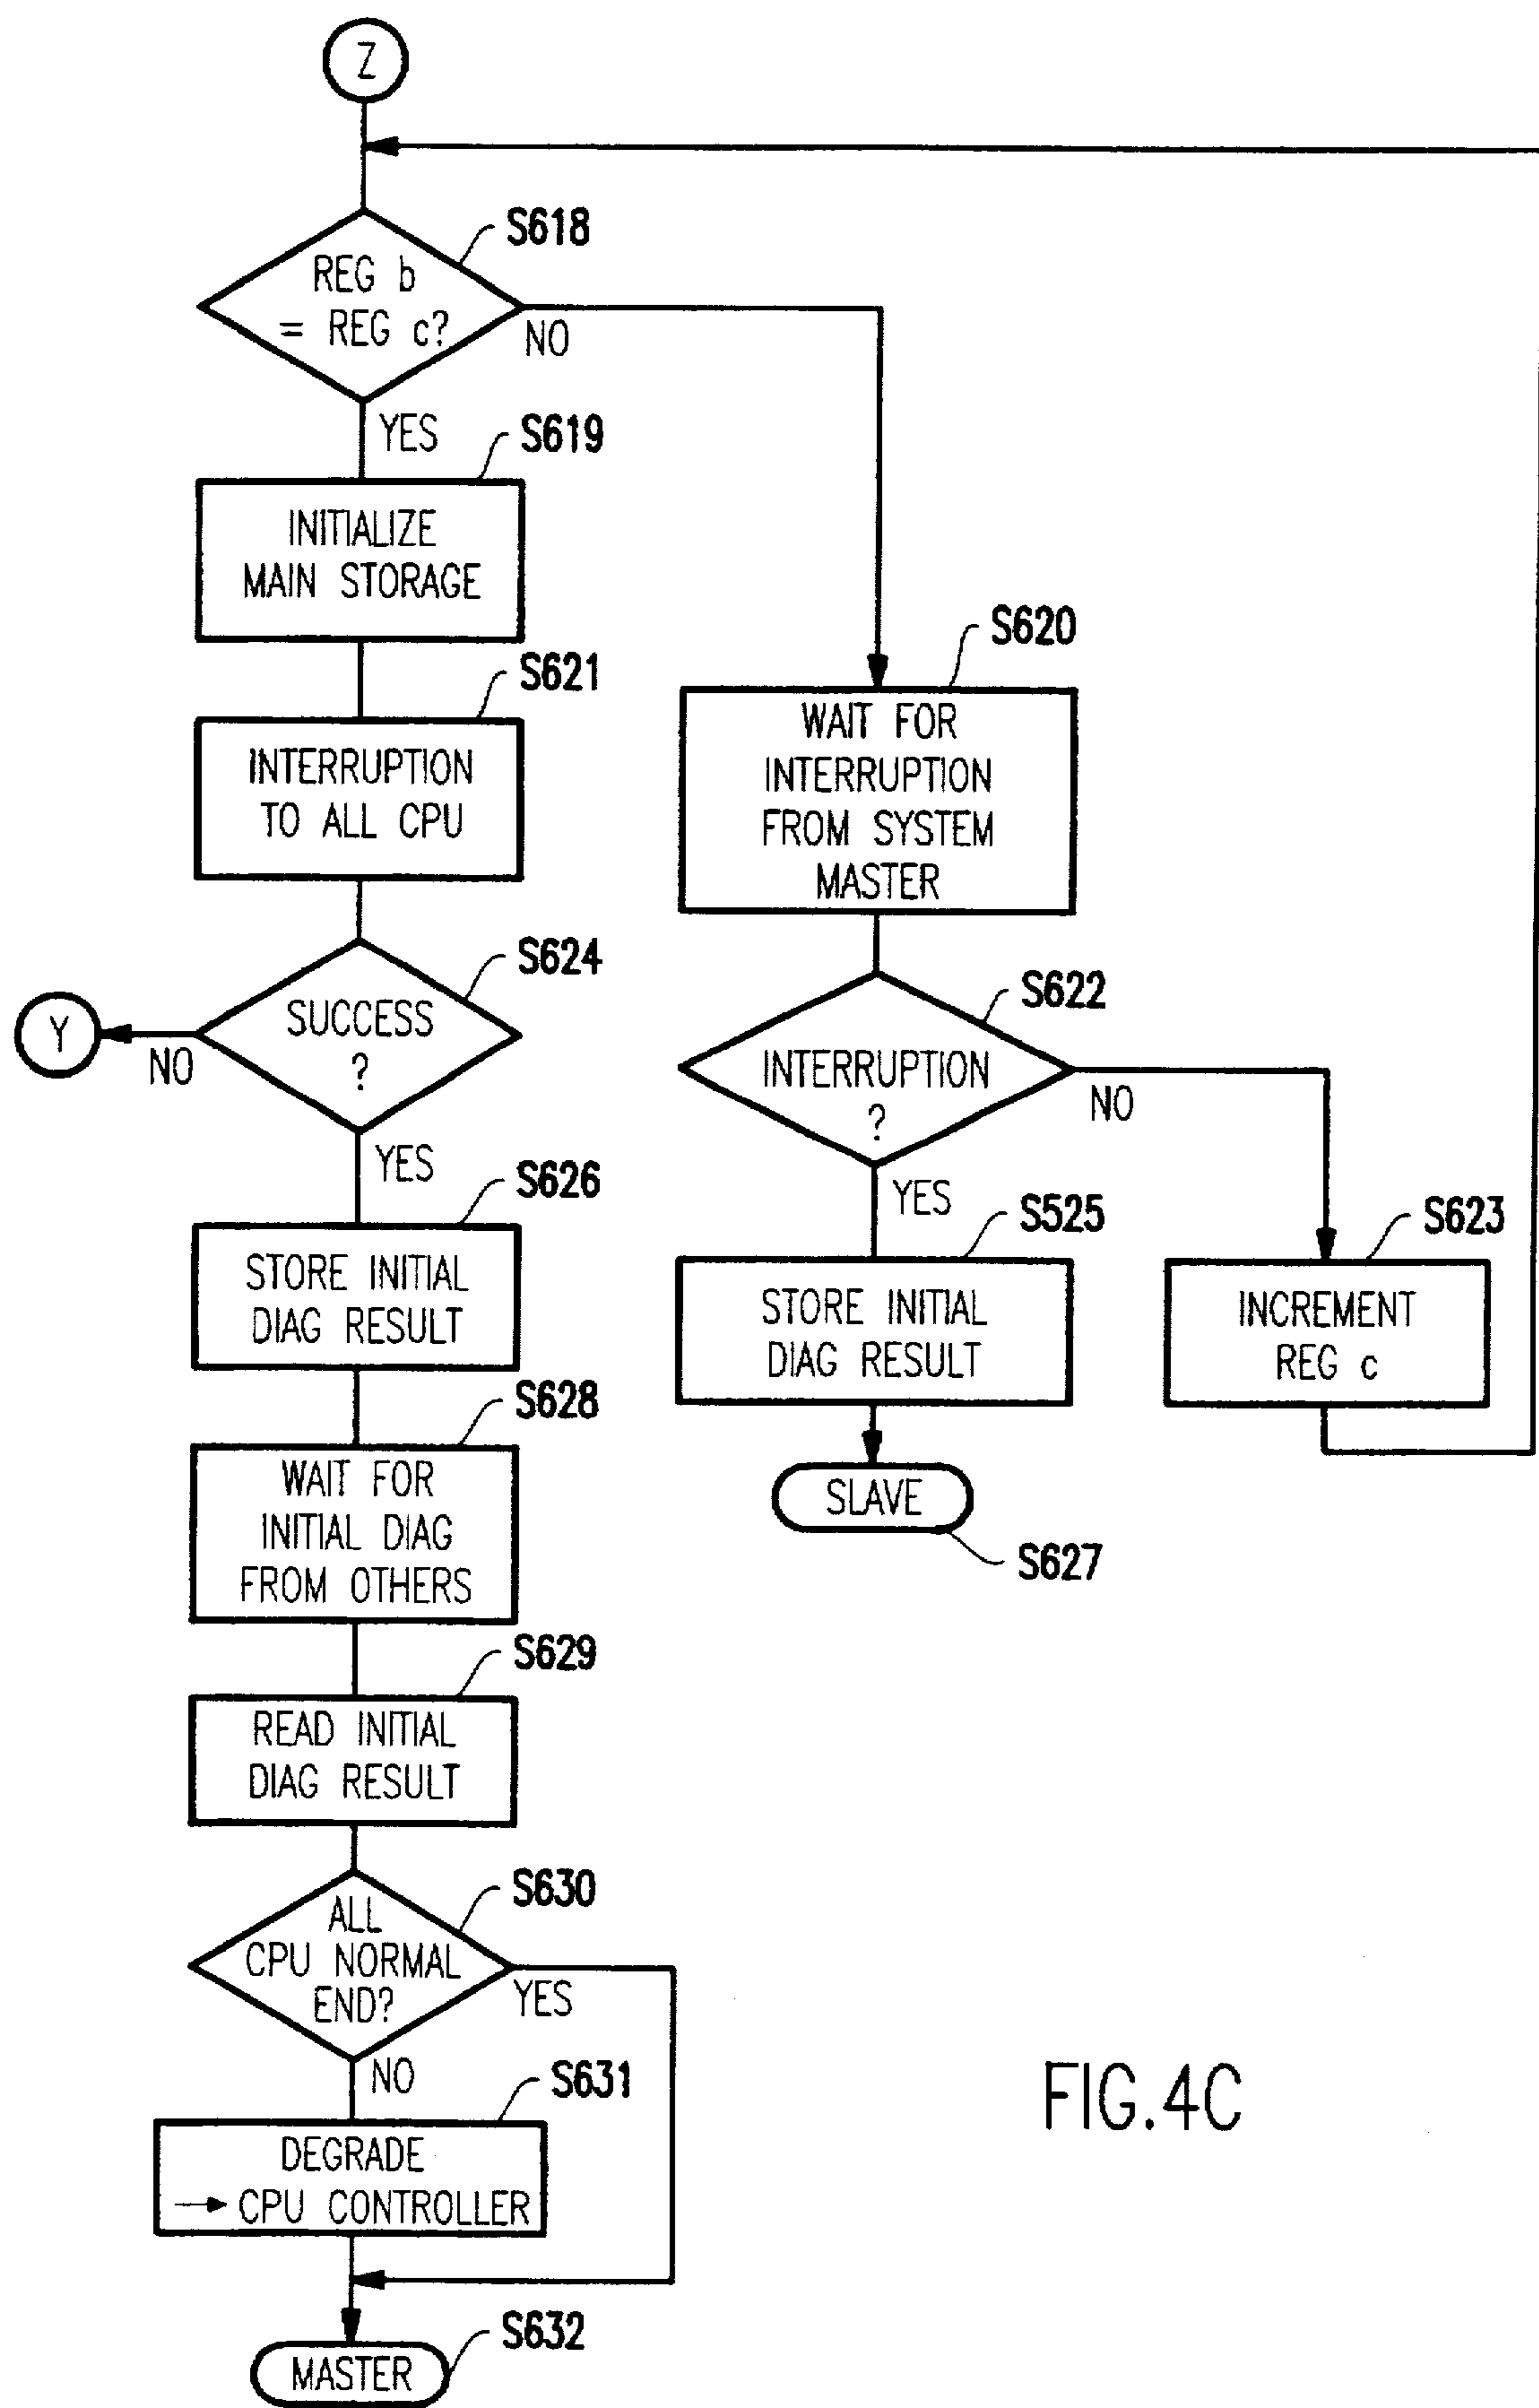 Z
S618
REG b
= REG c?
NO
YES
S619
INITIALIZE
MAIN STORAGE
S621
INTERRUPTION
TO ALL CPU
S620
WAIT FOR
INTERRUPTION
FROM SYSTEM
MASTER
S624
SUCCESS
?
Y
NO
YES
S622
INTERRUPTION
?
NO
YES
S626
STORE INITIAL
DIAG RESULT
S525
STORE INITIAL
DIAG RESULT
S623
INCREMENT
REG c
S628
WAIT FOR
INITIAL DIAG
FROM OTHERS
SLAVE
S627
S629
READ INITIAL
DIAG RESULT
S630
ALL
CPU NORMAL
END?
YES
NO
S631
DEGRADE
→ CPU CONTROLLER
S632
MASTER
FIG.4C